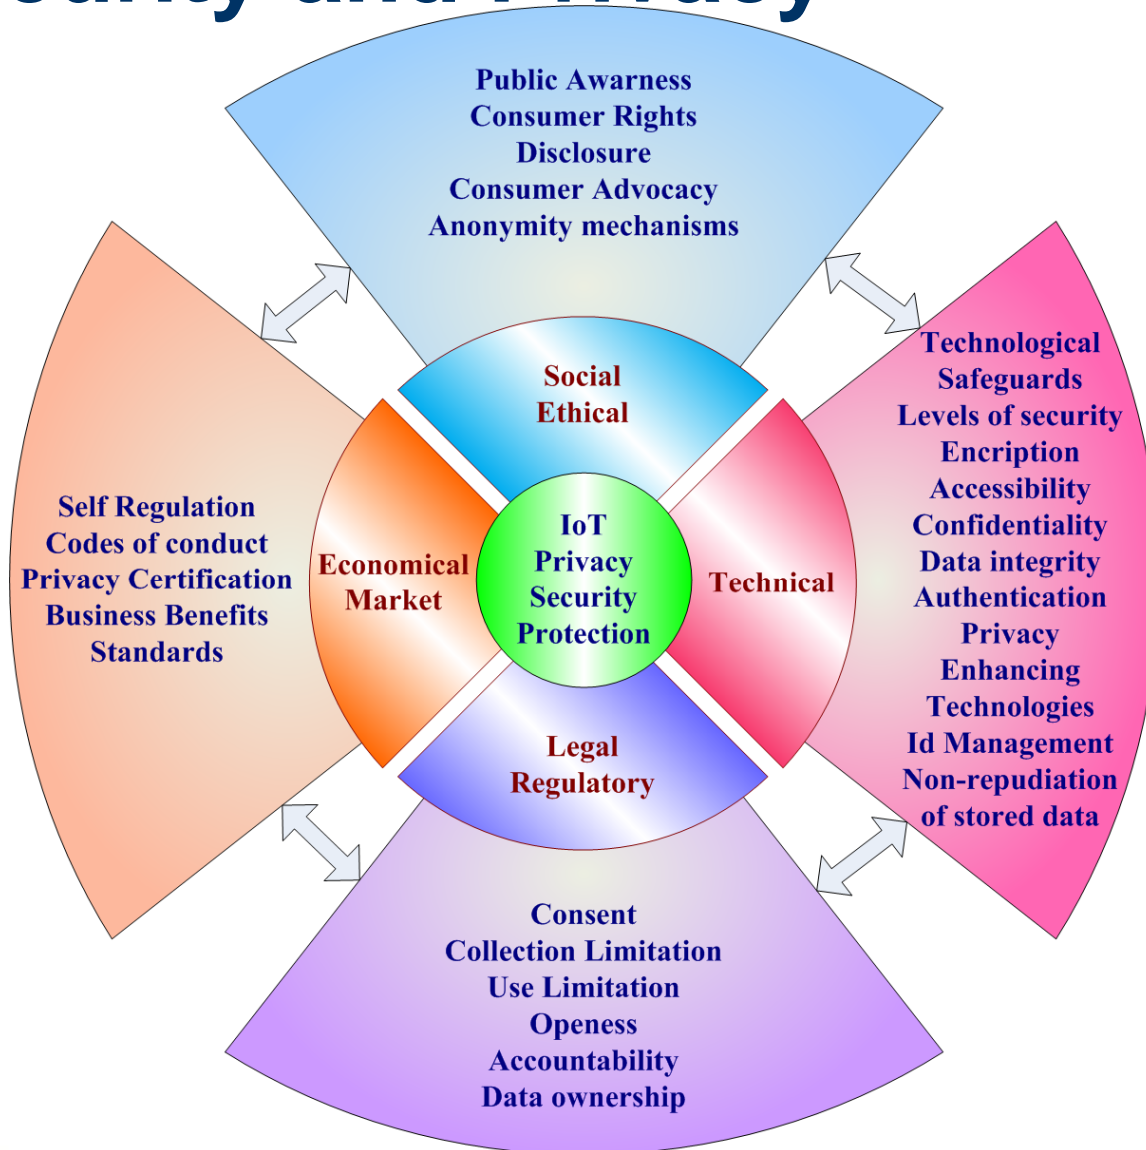 and Privacy
Public Awarness
Consumer Rights
Disclosure
Consumer Advocacy
Anonymity mechanisms
Social
Ethical
Technological
Safeguards
Levels of security
Encription
Accessibility
Confidentiality
Data integrity
Authentication
Privacy
Enhancing
Technologies
Id Management
Non-repudiation
of stored data
Self Regulation
Codes of conduct
Privacy Certification
Business Benefits
Standards
Economical
Market
IoT
Privacy
Security
Protection
Technical
Legal
Regulatory
Consent
Collection Limitation
Use Limitation
Openess
Accountability
Data ownership